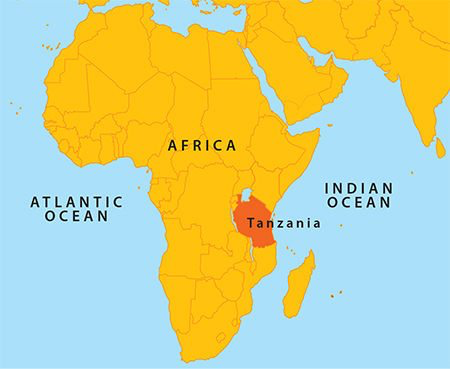 AFRICA
ATLANTIC
OCEAN
INDIAN
OCEAN
Tanzania